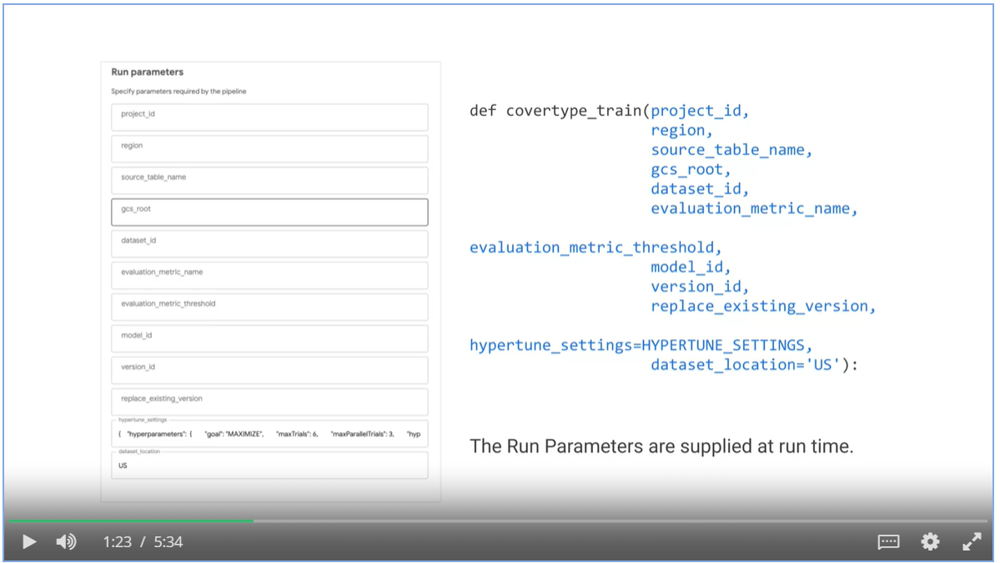 Run parameters
Specify parameters required by the pipeline
project_id
region
source_table_name
gcs_root
dataset_id
evaluation_metric_name
evaluation_metric_threshold
model_id
version_id
replace_existing_version
hypertune_settings
{ "hyperparameters": { "goal": "MAXIMIZE", "maxTrials": 6, "maxParallelTrials": 3, "hyp
dataset_location
US
def covertype_train(project_id,
region,
source_table_name,
gcs_root,
dataset_id,
evaluation_metric_name,
evaluation_metric_threshold,
model_id,
version_id,
replace_existing_version,
hypertune_settings=HYPERTUNE_SETTINGS,
dataset_location='US'):
The Run Parameters are supplied at run time.
1:23 / 5:34